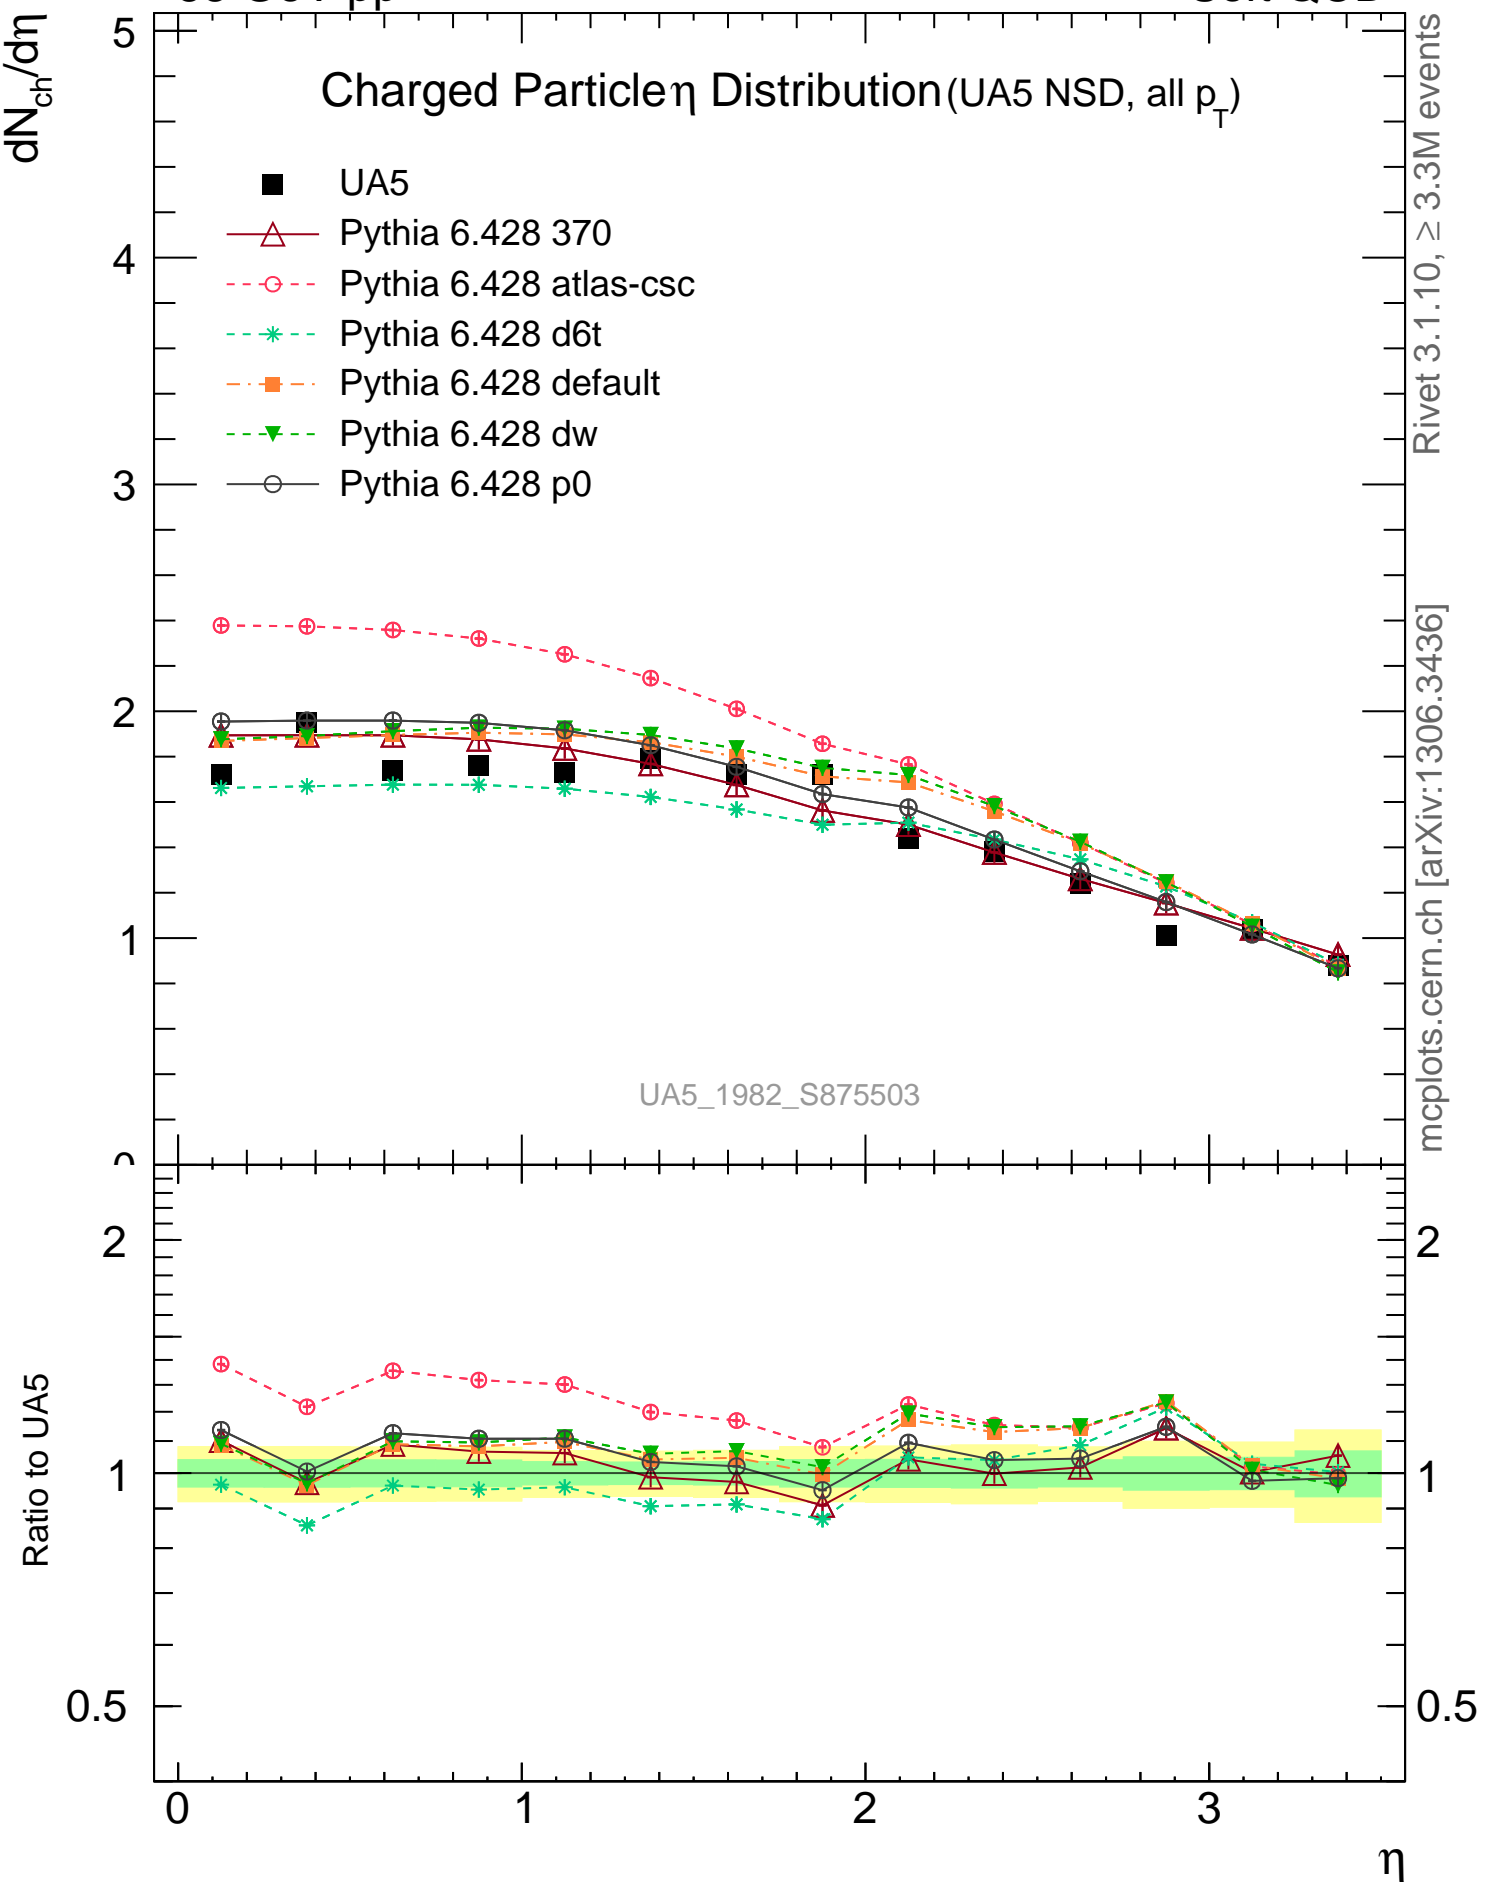 dN_ch/dη
Charged Particle η Distribution (UA5 NSD, all p_T)
UA5
Pythia 6.428 370
Pythia 6.428 atlas-csc
Pythia 6.428 d6t
Pythia 6.428 default
Pythia 6.428 dw
Pythia 6.428 p0
5
4
3
2
1
UA5_1982_S875503
Rivet 3.1.10, ≥ 3.3M events
mcplots.cern.ch [arXiv:1306.3436]
Ratio to UA5
2
1
0.5
2
1
0.5
0 1 2 3
η